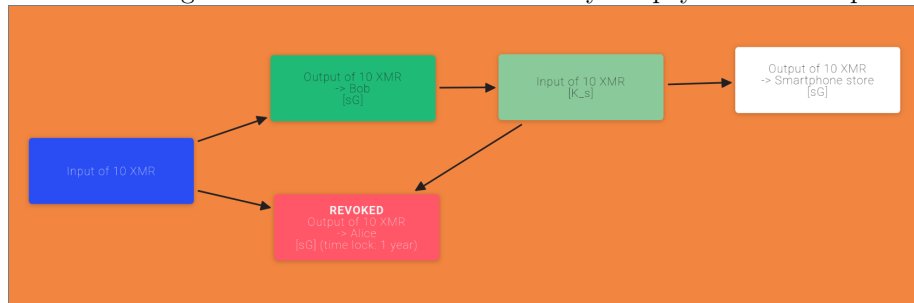 Output of 10 XMR
-> Bob
[sG]
Input of 10 XMR
[K_s]
Output of 10 XMR
-> Smartphone store
[sG]
Input of 10 XMR
REVOKED
Output of 10 XMR
-> Alice
[sG] (time lock: 1 year)